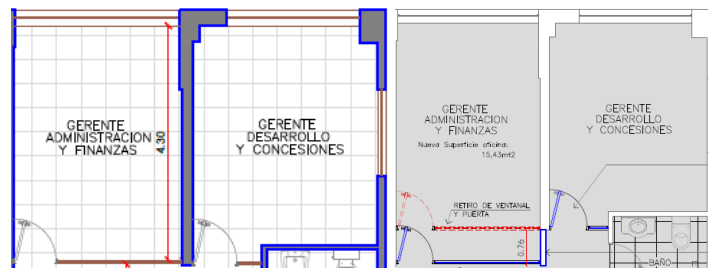 GERENTE
ADMINISTRACION
Y FINANZAS
4.30
GERENTE
DESARROLLO
Y CONCESIONES
GERENTE
ADMINISTRACION
Y FINANZAS
Nueva Superficie oficina:
15,43mt2
RETIRO DE VENTANAL
Y PUERTA
0.76
GERENTE
DESARROLLO
Y CONCESIONES
BAÑO